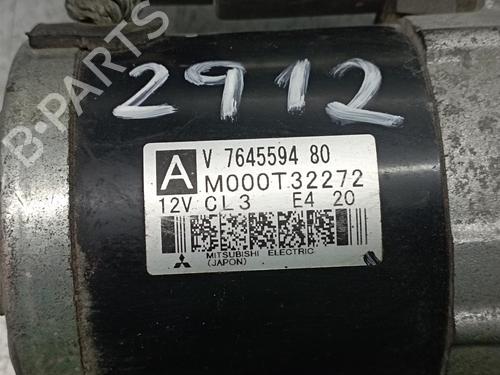 2912
A V 7645594 80
M000T32272
12V CL3 E4 20
MITSUBISHI ELECTRIC
(JAPON)
B-PARTS